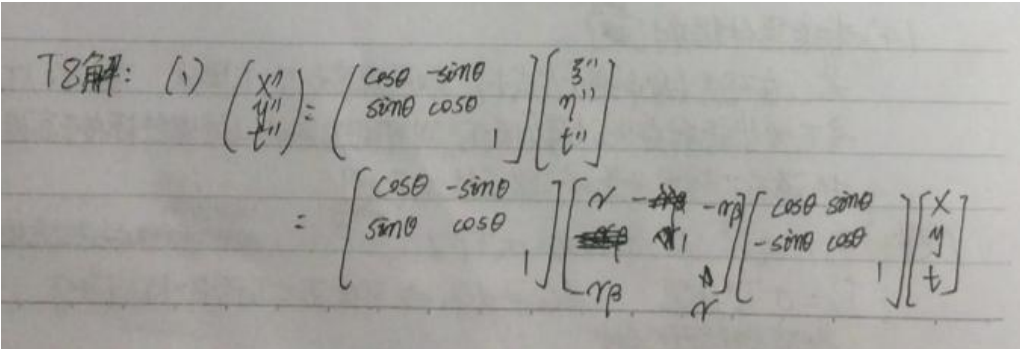 T8解: (1) (x'' y'' t'') = (cosθ -sinθ sinθ cosθ 1] [ξ'' η'' t'']
= [cosθ -sinθ sinθ cosθ 1] [γ -γβ 1 -γβ γ] [cosθ sinθ -sinθ cosθ 1] [x y t]